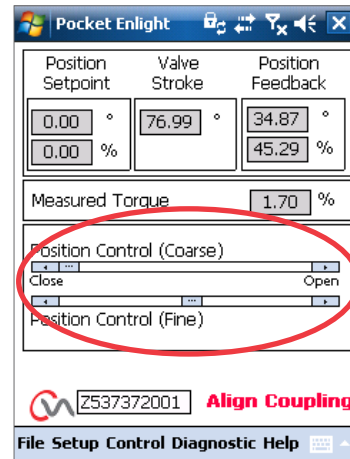 Pocket Enlight
Position Setpoint
Valve Stroke
Position Feedback
0.00 °
76.99 °
34.87 °
0.00 %
45.29 %
Measured Torque 1.70 %
Position Control (Coarse)
Close Open
Position Control (Fine)
Z537372001 Align Coupling
File Setup Control Diagnostic Help